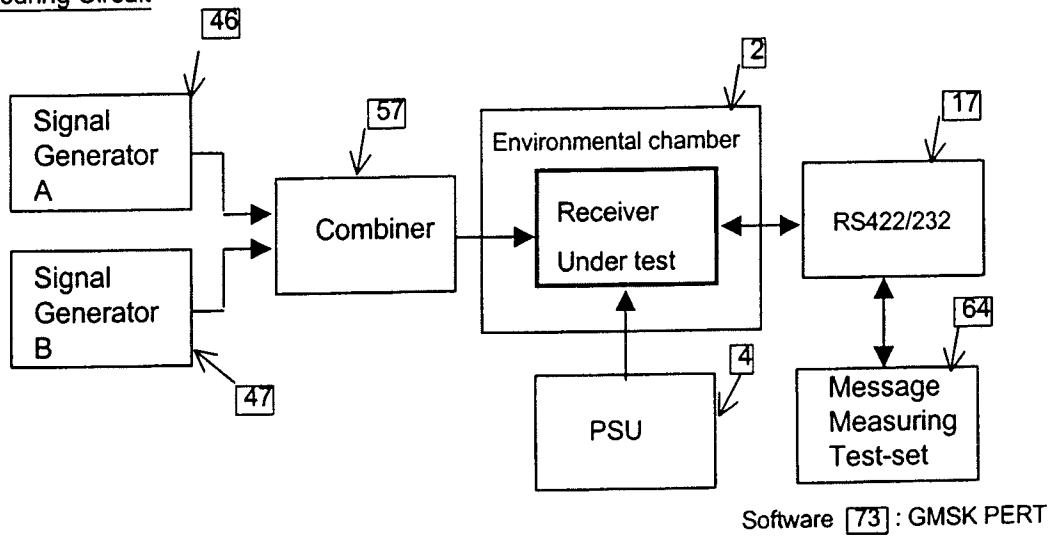 Circuit
46
2
57
17
Signal
Generator
A
Environmental chamber
Combiner
Receiver
Under test
RS422/232
Signal
Generator
B
47
64
4
PSU
Message
Measuring
Test-set
Software 73 : GMSK PERT